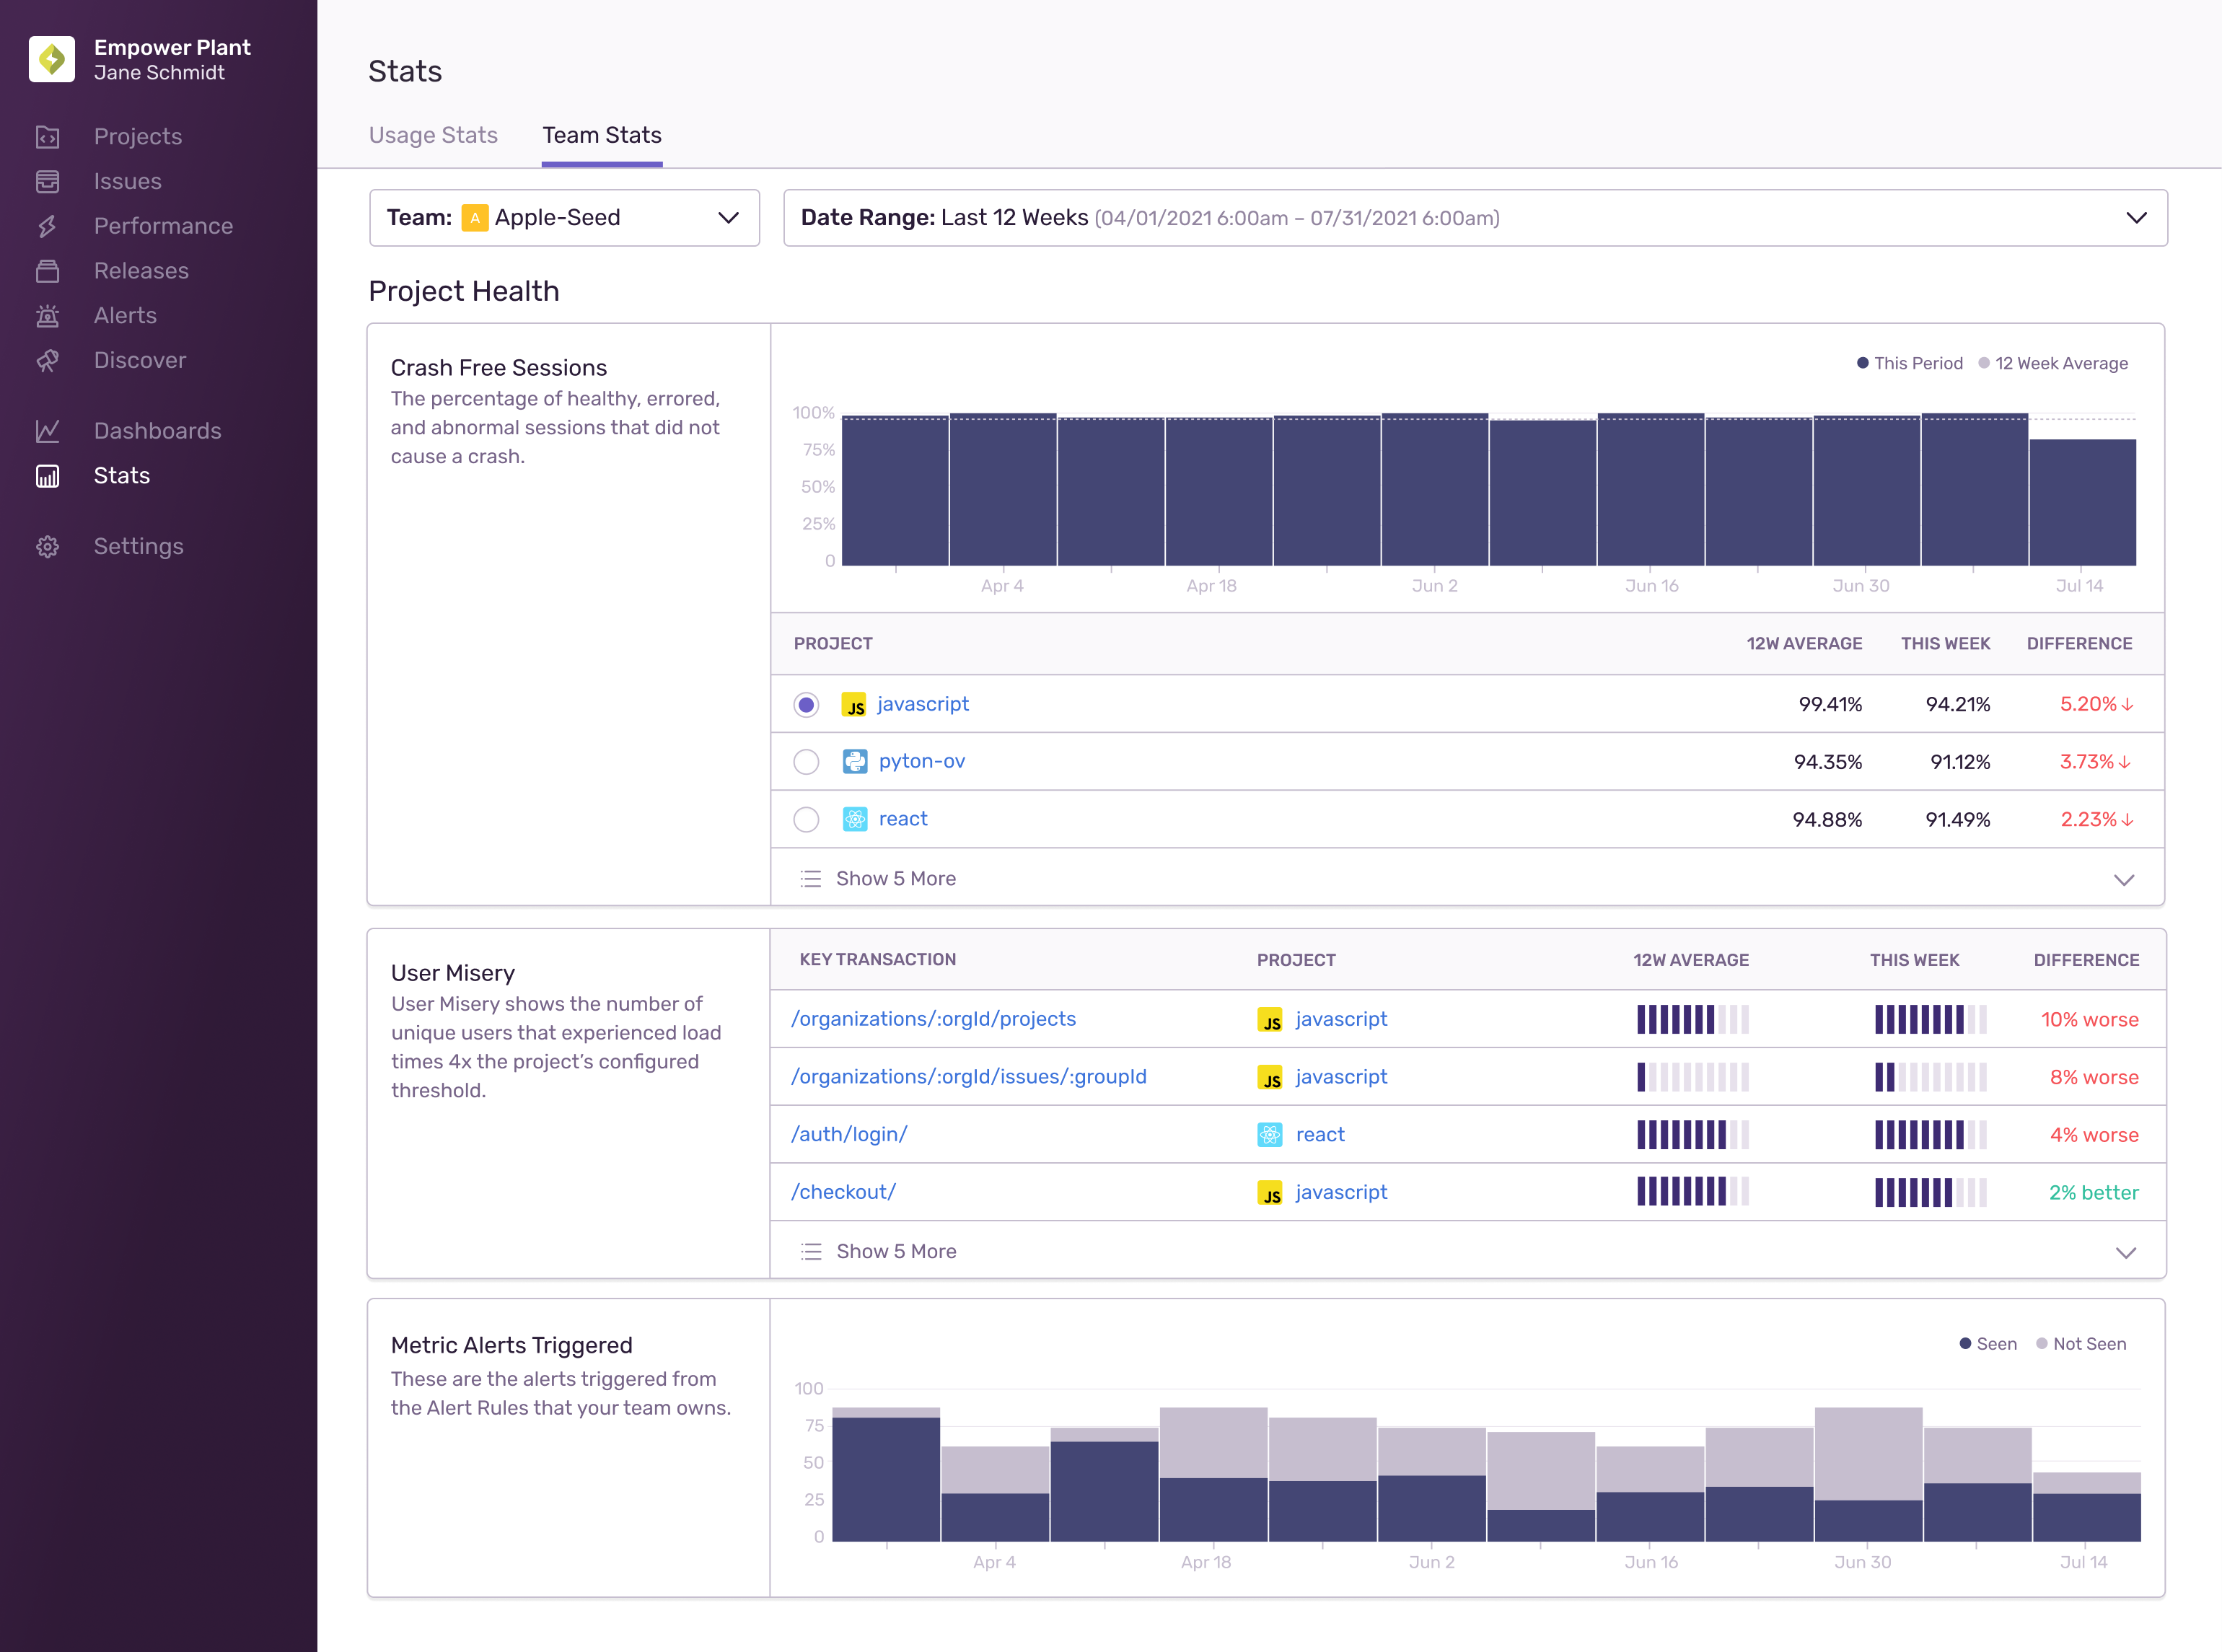 Empower Plant
Jane Schmidt
Projects
Issues
Performance
Releases
Alerts
Discover
Dashboards
Stats
Settings
Stats
Usage Stats
Team Stats
Team: A Apple-Seed
Date Range: Last 12 Weeks (04/01/2021 6:00am – 07/31/2021 6:00am)
Project Health
Crash Free Sessions
The percentage of healthy, errored,
and abnormal sessions that did not
cause a crash.
This Period
12 Week Average
100%
75%
50%
25%
0
Apr 4
Apr 18
Jun 2
Jun 16
Jun 30
Jul 14
PROJECT 12W AVERAGE THIS WEEK DIFFERENCE
JS javascript 99.41% 94.21% 5.20%↓
pyton-ov 94.35% 91.12% 3.73%↓
react 94.88% 91.49% 2.23%↓
Show 5 More
User Misery
User Misery shows the number of
unique users that experienced load
times 4x the project’s configured
threshold.
KEY TRANSACTION PROJECT 12W AVERAGE THIS WEEK DIFFERENCE
/organizations/:orgId/projects JS javascript 10% worse
/organizations/:orgId/issues/:groupId JS javascript 8% worse
/auth/login/ react 4% worse
/checkout/ JS javascript 2% better
Show 5 More
Metric Alerts Triggered
These are the alerts triggered from
the Alert Rules that your team owns.
Seen
Not Seen
100
75
50
25
0
Apr 4
Apr 18
Jun 2
Jun 16
Jun 30
Jul 14